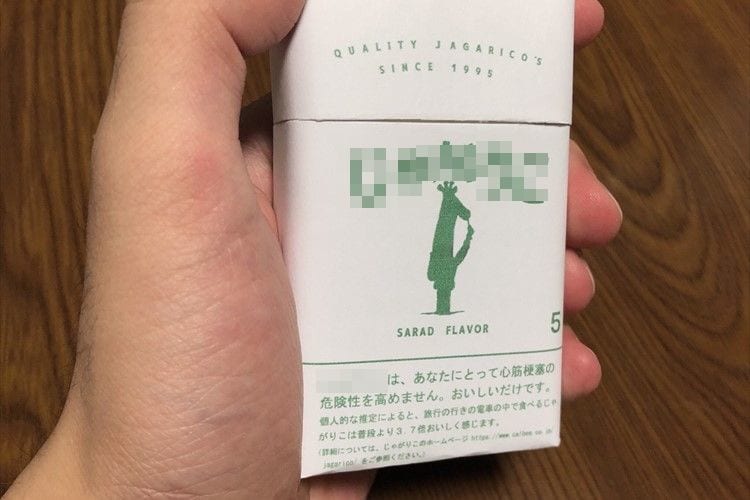 QUALITY JAGARICO'S
SINCE 1995
SARAD FLAVOR
5
は、あなたにとって心筋梗塞の
危険性を高めません。おいしいだけです。
個人的な推定によると、旅行の行きの電車の中で食べるじゃ
がりこは普段より3.7倍おいしく感じます。
(詳細については、じゃがりこのホームページ https://www.calbee.co.jp/
jagarico/ をご参照ください。)